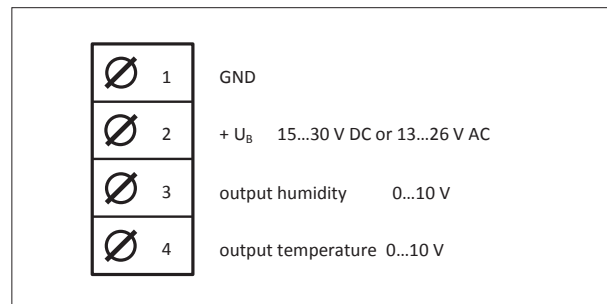 1 GND
2 + UB 15...30 V DC or 13...26 V AC
3 output humidity 0...10 V
4 output temperature 0...10 V